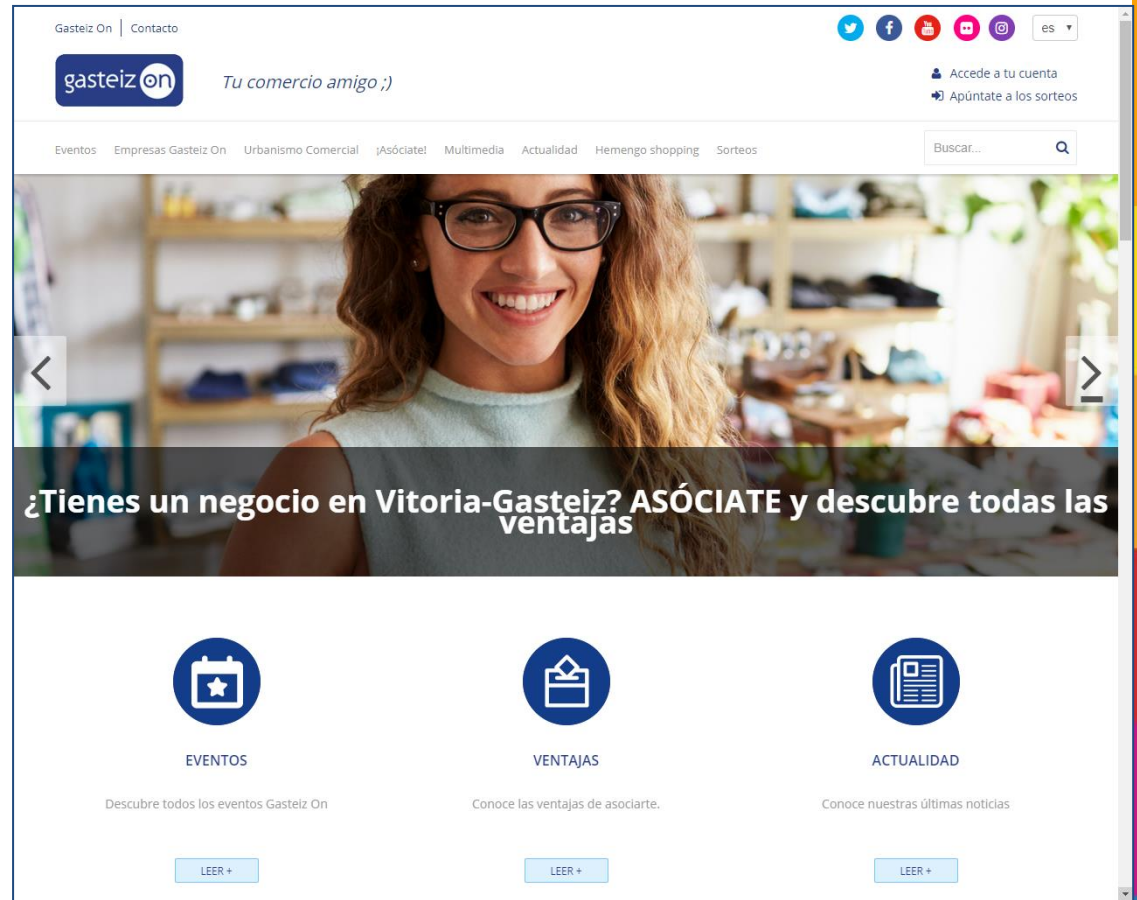 Gasteiz On | Contacto
es
gasteiz on
Tu comercio amigo ;)
Accede a tu cuenta
Apúntate a los sorteos
Eventos Empresas Gasteiz On Urbanismo Comercial ¡Asóciate! Multimedia Actualidad Hemengo shopping Sorteos
Buscar...
¿Tienes un negocio en Vitoria-Gasteiz? ASÓCIATE y descubre todas las
ventajas
EVENTOS
Descubre todos los eventos Gasteiz On
LEER +
VENTAJAS
Conoce las ventajas de asociarte.
LEER +
ACTUALIDAD
Conoce nuestras últimas noticias
LEER +